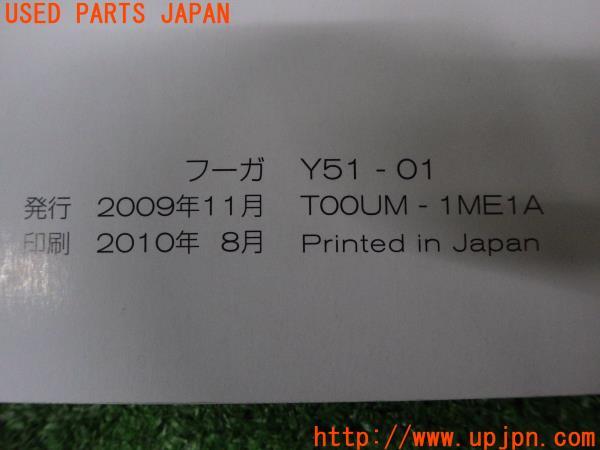 USED PARTS JAPAN
フーガ Y51 - 01
発行 2009年11月 T00UM - 1ME1A
印刷 2010年 8月 Printed in Japan
http://www.upjpn.com